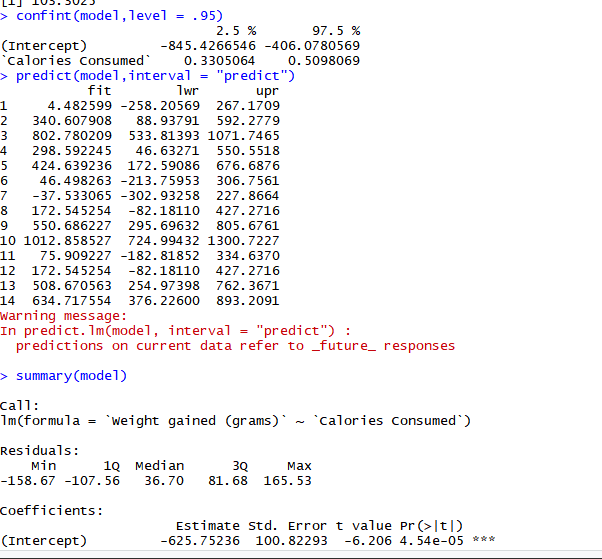 [1] 103.3025
> confint(model,level = .95)
                      2.5 %       97.5 %
(Intercept)        -845.4266546 -406.0780569
`Calories Consumed`   0.3305064    0.5098069
> predict(model,interval = "predict")
          fit        lwr       upr
1    4.482599 -258.20569  267.1709
2  340.607908   88.93791  592.2779
3  802.780209  533.81393 1071.7465
4  298.592245   46.63271  550.5518
5  424.639236  172.59086  676.6876
6   46.498263 -213.75953  306.7561
7  -37.533065 -302.93258  227.8664
8  172.545254  -82.18110  427.2716
9  550.686227  295.69632  805.6761
10 1012.858527  724.99432 1300.7227
11   75.909227 -182.81852  334.6370
12  172.545254  -82.18110  427.2716
13  508.670563  254.97398  762.3671
14  634.717554  376.22600  893.2091
Warning message:
In predict.lm(model, interval = "predict") :
  predictions on current data refer to _future_ responses
> summary(model)
Call:
lm(formula = `Weight gained (grams)` ~ `Calories Consumed`)
Residuals:
    Min      1Q  Median      3Q     Max
-158.67 -107.56   36.70   81.68  165.53
Coefficients:
                     Estimate Std. Error t value Pr(>|t|)
(Intercept)        -625.75236  100.82293  -6.206 4.54e-05 ***